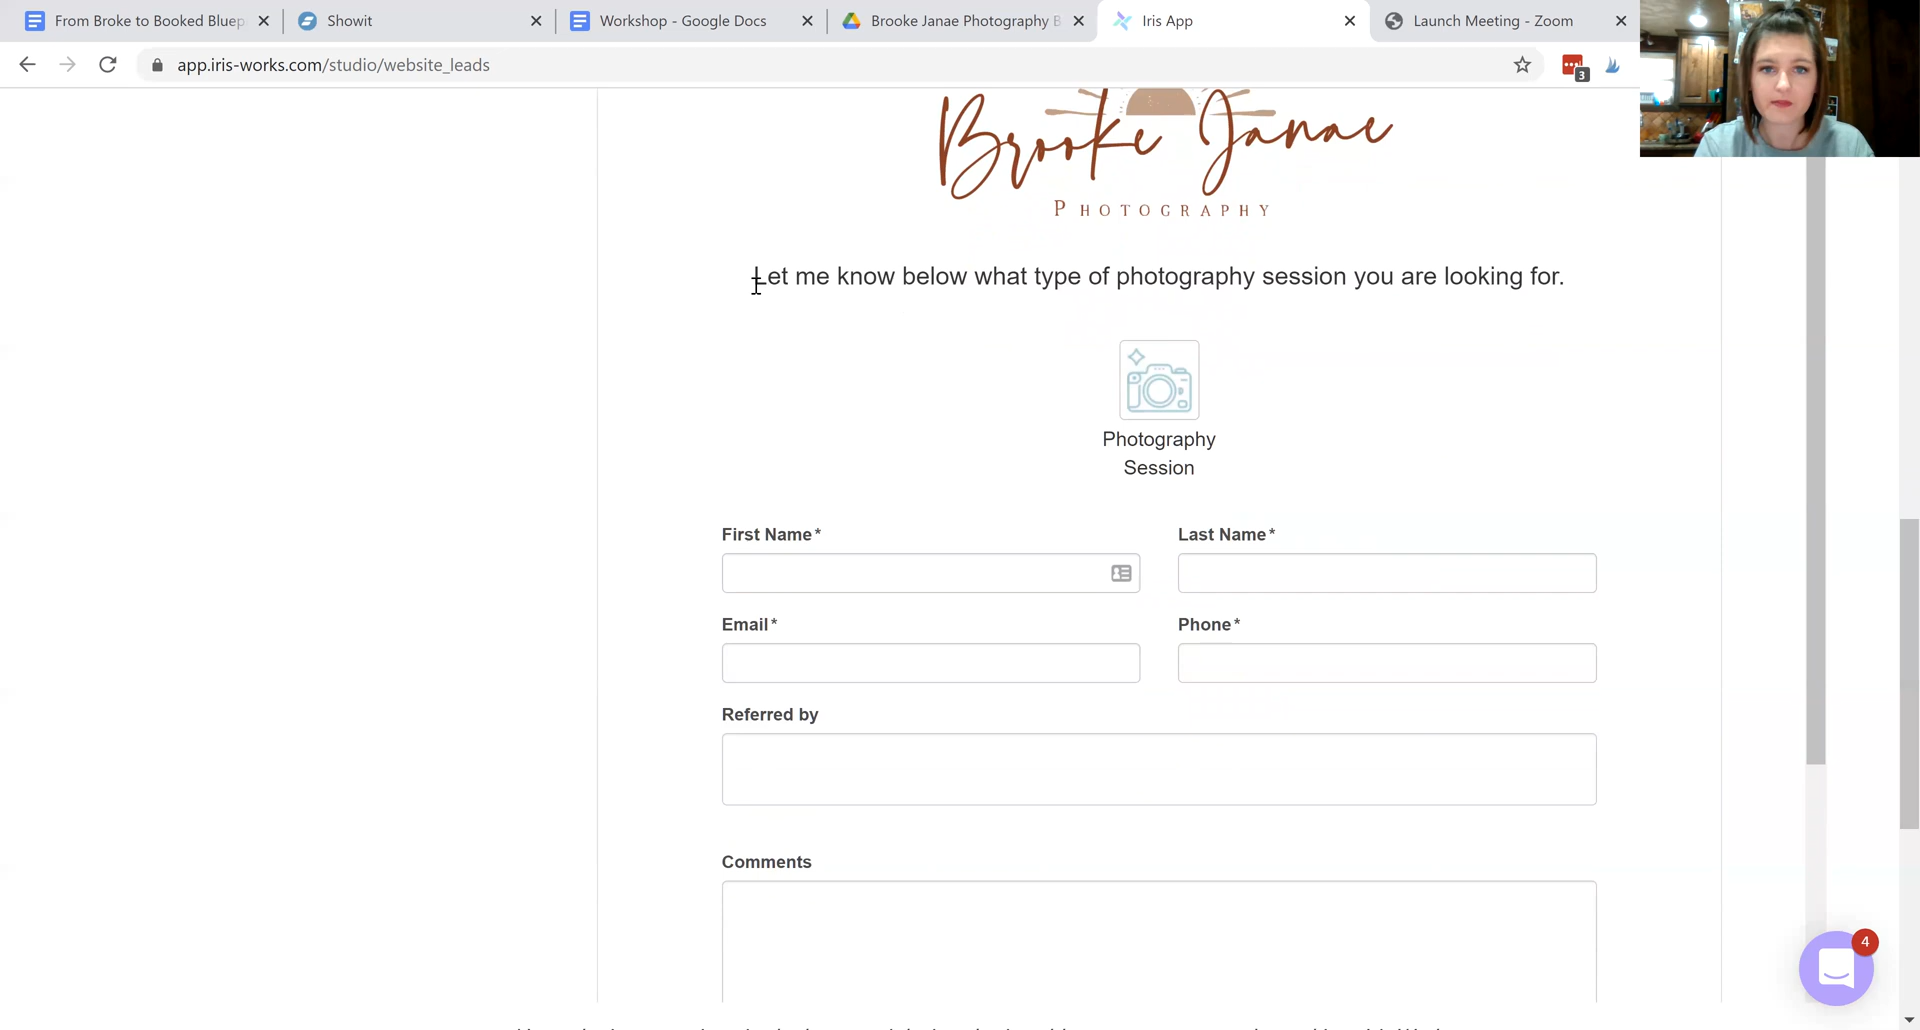 From Broke to Booked Bluep
Showit
Workshop - Google Docs
Brooke Janae Photography B
Iris App
Launch Meeting - Zoom
app.iris-works.com/studio/website_leads
3
Brooke Janae
PHOTOGRAPHY
Let me know below what type of photography session you are looking for.
Photography
Session
First Name*
Last Name*
Email*
Phone*
Referred by
Comments
4